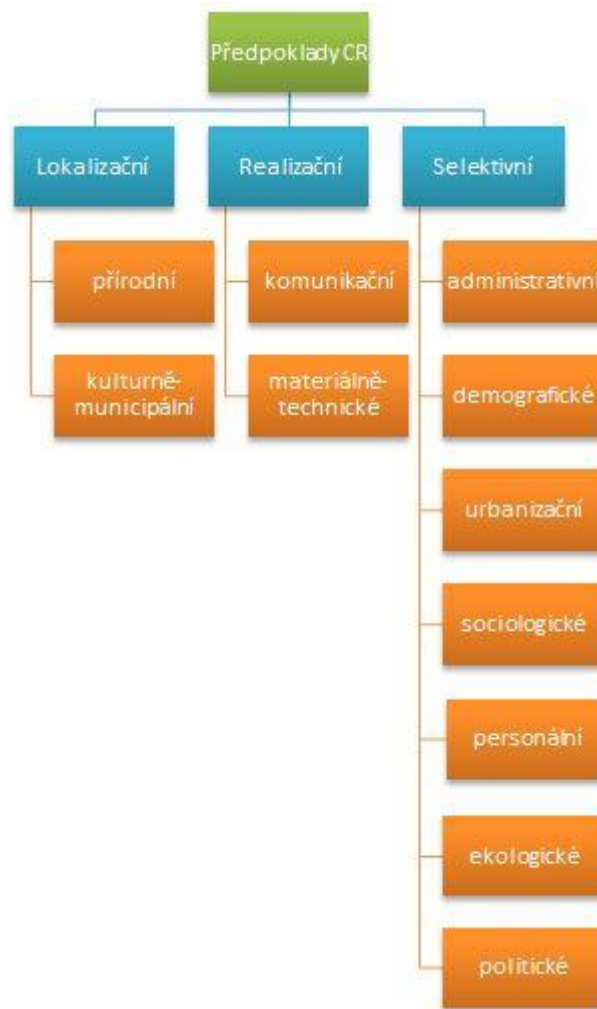 Předpoklady CR
Lokalizační
Realizační
Selektivní
přírodní
komunikační
administrativní
kulturně-
municipální
materiálně-
technické
demografické
urbanizační
sociologické
personální
ekologické
politické